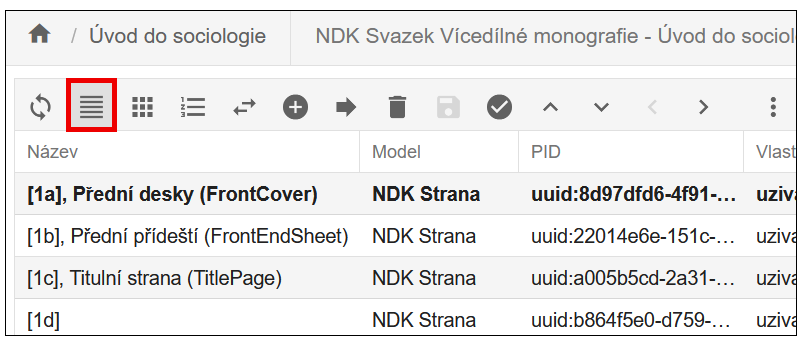 / Úvod do sociologie NDK Svazek Vícedílné monografie - Úvod do sociol
Název Model PID Vlast
[1a], Přední desky (FrontCover) NDK Strana uuid:8d97dfd6-4f91-... uživa
[1b], Přední přídeští (FrontEndSheet) NDK Strana uuid:22014e6e-151c-... uziva
[1c], Titulní strana (TitlePage) NDK Strana uuid:a005b5cd-2a31-... uziva
[1d] NDK Strana uuid:b864f5e0-d759-... uziva